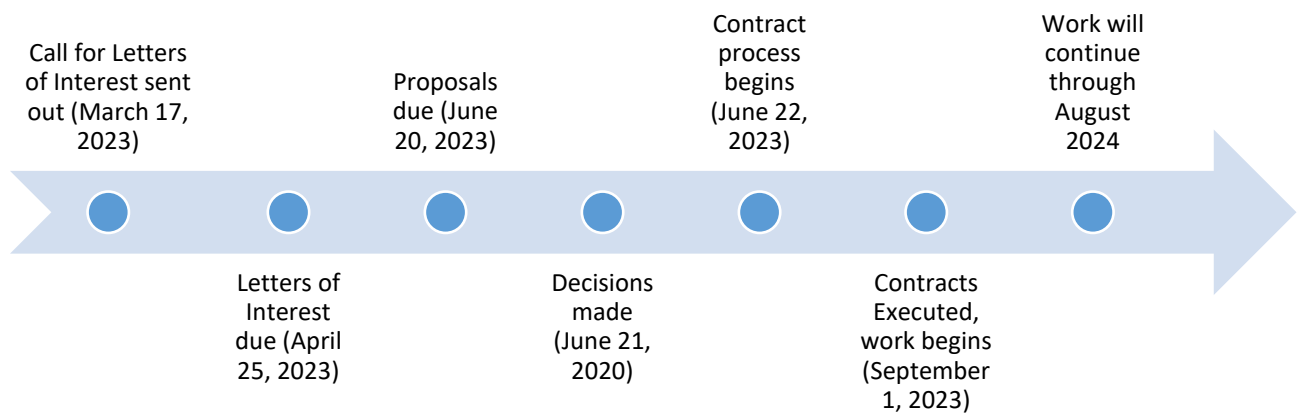 Call for Letters
of Interest sent
out (March 17,
2023)
Letters of
Interest
due (April
25, 2023)
Proposals
due (June
20, 2023)
Decisions
made
(June 21,
2020)
Contract
process
begins
(June 22,
2023)
Contracts
Executed,
work begins
(September
1, 2023)
Work will
continue
through
August
2024